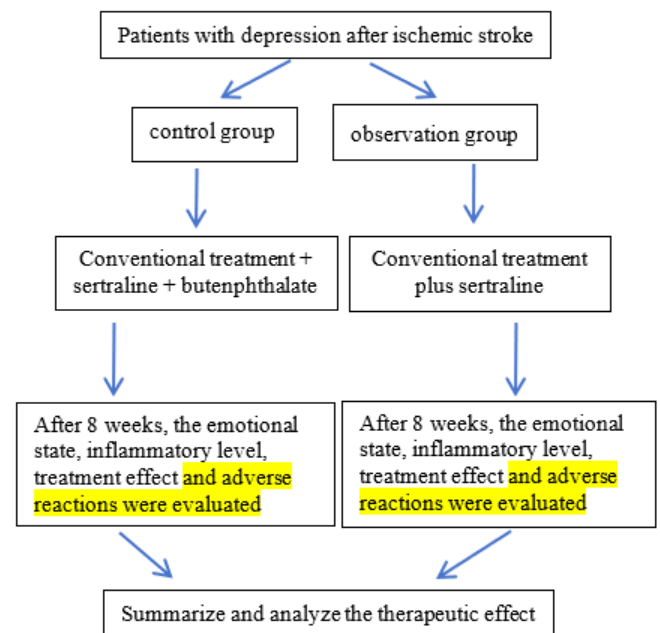 Patients with depression after ischemic stroke
control group
observation group
Conventional treatment +
sertraline + butenphthalate
Conventional treatment
plus sertraline
After 8 weeks, the emotional
state, inflammatory level,
treatment effect and adverse
reactions were evaluated
After 8 weeks, the emotional
state, inflammatory level,
treatment effect and adverse
reactions were evaluated
Summarize and analyze the therapeutic effect